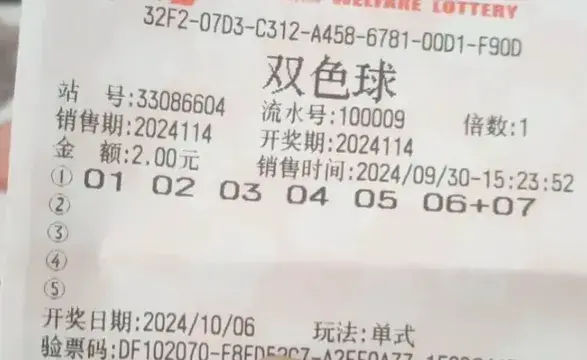 WELFARE LOTTERY
32F2-07D3-C312-A458-6781-00D1-F90D
双色球
站 号:33086604 流水号:100009 倍数:1
销售期:2024114 开奖期:2024114
金 额:2.00元 销售时间:2024/09/30-15:23:52
① 01 02 03 04 05 06+07
②
③
④
⑤
开奖日期:2024/10/06 玩法:单式
验票码:DF102070-F8ED52C7-